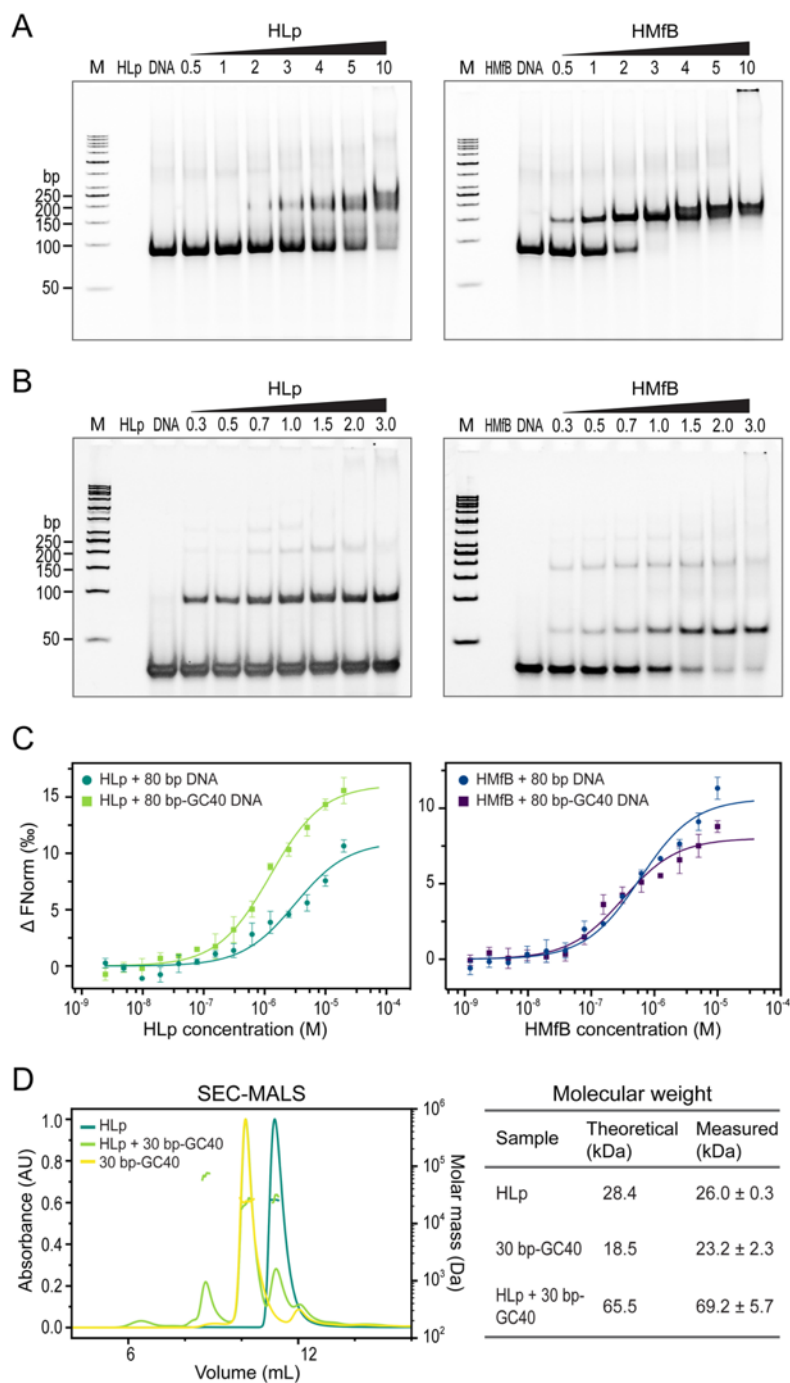 A
HLp
M HLp DNA 0.5 1 2 3 4 5 10
bp
250
200
150
100
50
HMfB
M HMfB DNA 0.5 1 2 3 4 5 10
B
HLp
M HLp DNA 0.3 0.5 0.7 1.0 1.5 2.0 3.0
bp
250
200
150
100
50
HMfB
M HMfB DNA 0.3 0.5 0.7 1.0 1.5 2.0 3.0
C
HLp + 80 bp DNA
HLp + 80 bp-GC40 DNA
Δ FNorm (‰)
15
10
5
0
10⁻⁹ 10⁻⁸ 10⁻⁷ 10⁻⁶ 10⁻⁵ 10⁻⁴
HLp concentration (M)
HMfB + 80 bp DNA
HMfB + 80 bp-GC40 DNA
10
5
0
10⁻⁹ 10⁻⁸ 10⁻⁷ 10⁻⁶ 10⁻⁵ 10⁻⁴
HMfB concentration (M)
D
SEC-MALS
HLp
HLp + 30 bp-GC40
30 bp-GC40
Absorbance (AU)
1.0
0.8
0.6
0.4
0.2
0.0
6 12
Volume (mL)
10⁶
10⁵
10⁴
10³
10²
Molar mass (Da)
Molecular weight
Sample Theoretical (kDa) Measured (kDa)
HLp 28.4 26.0 ± 0.3
30 bp-GC40 18.5 23.2 ± 2.3
HLp + 30 bp-GC40 65.5 69.2 ± 5.7